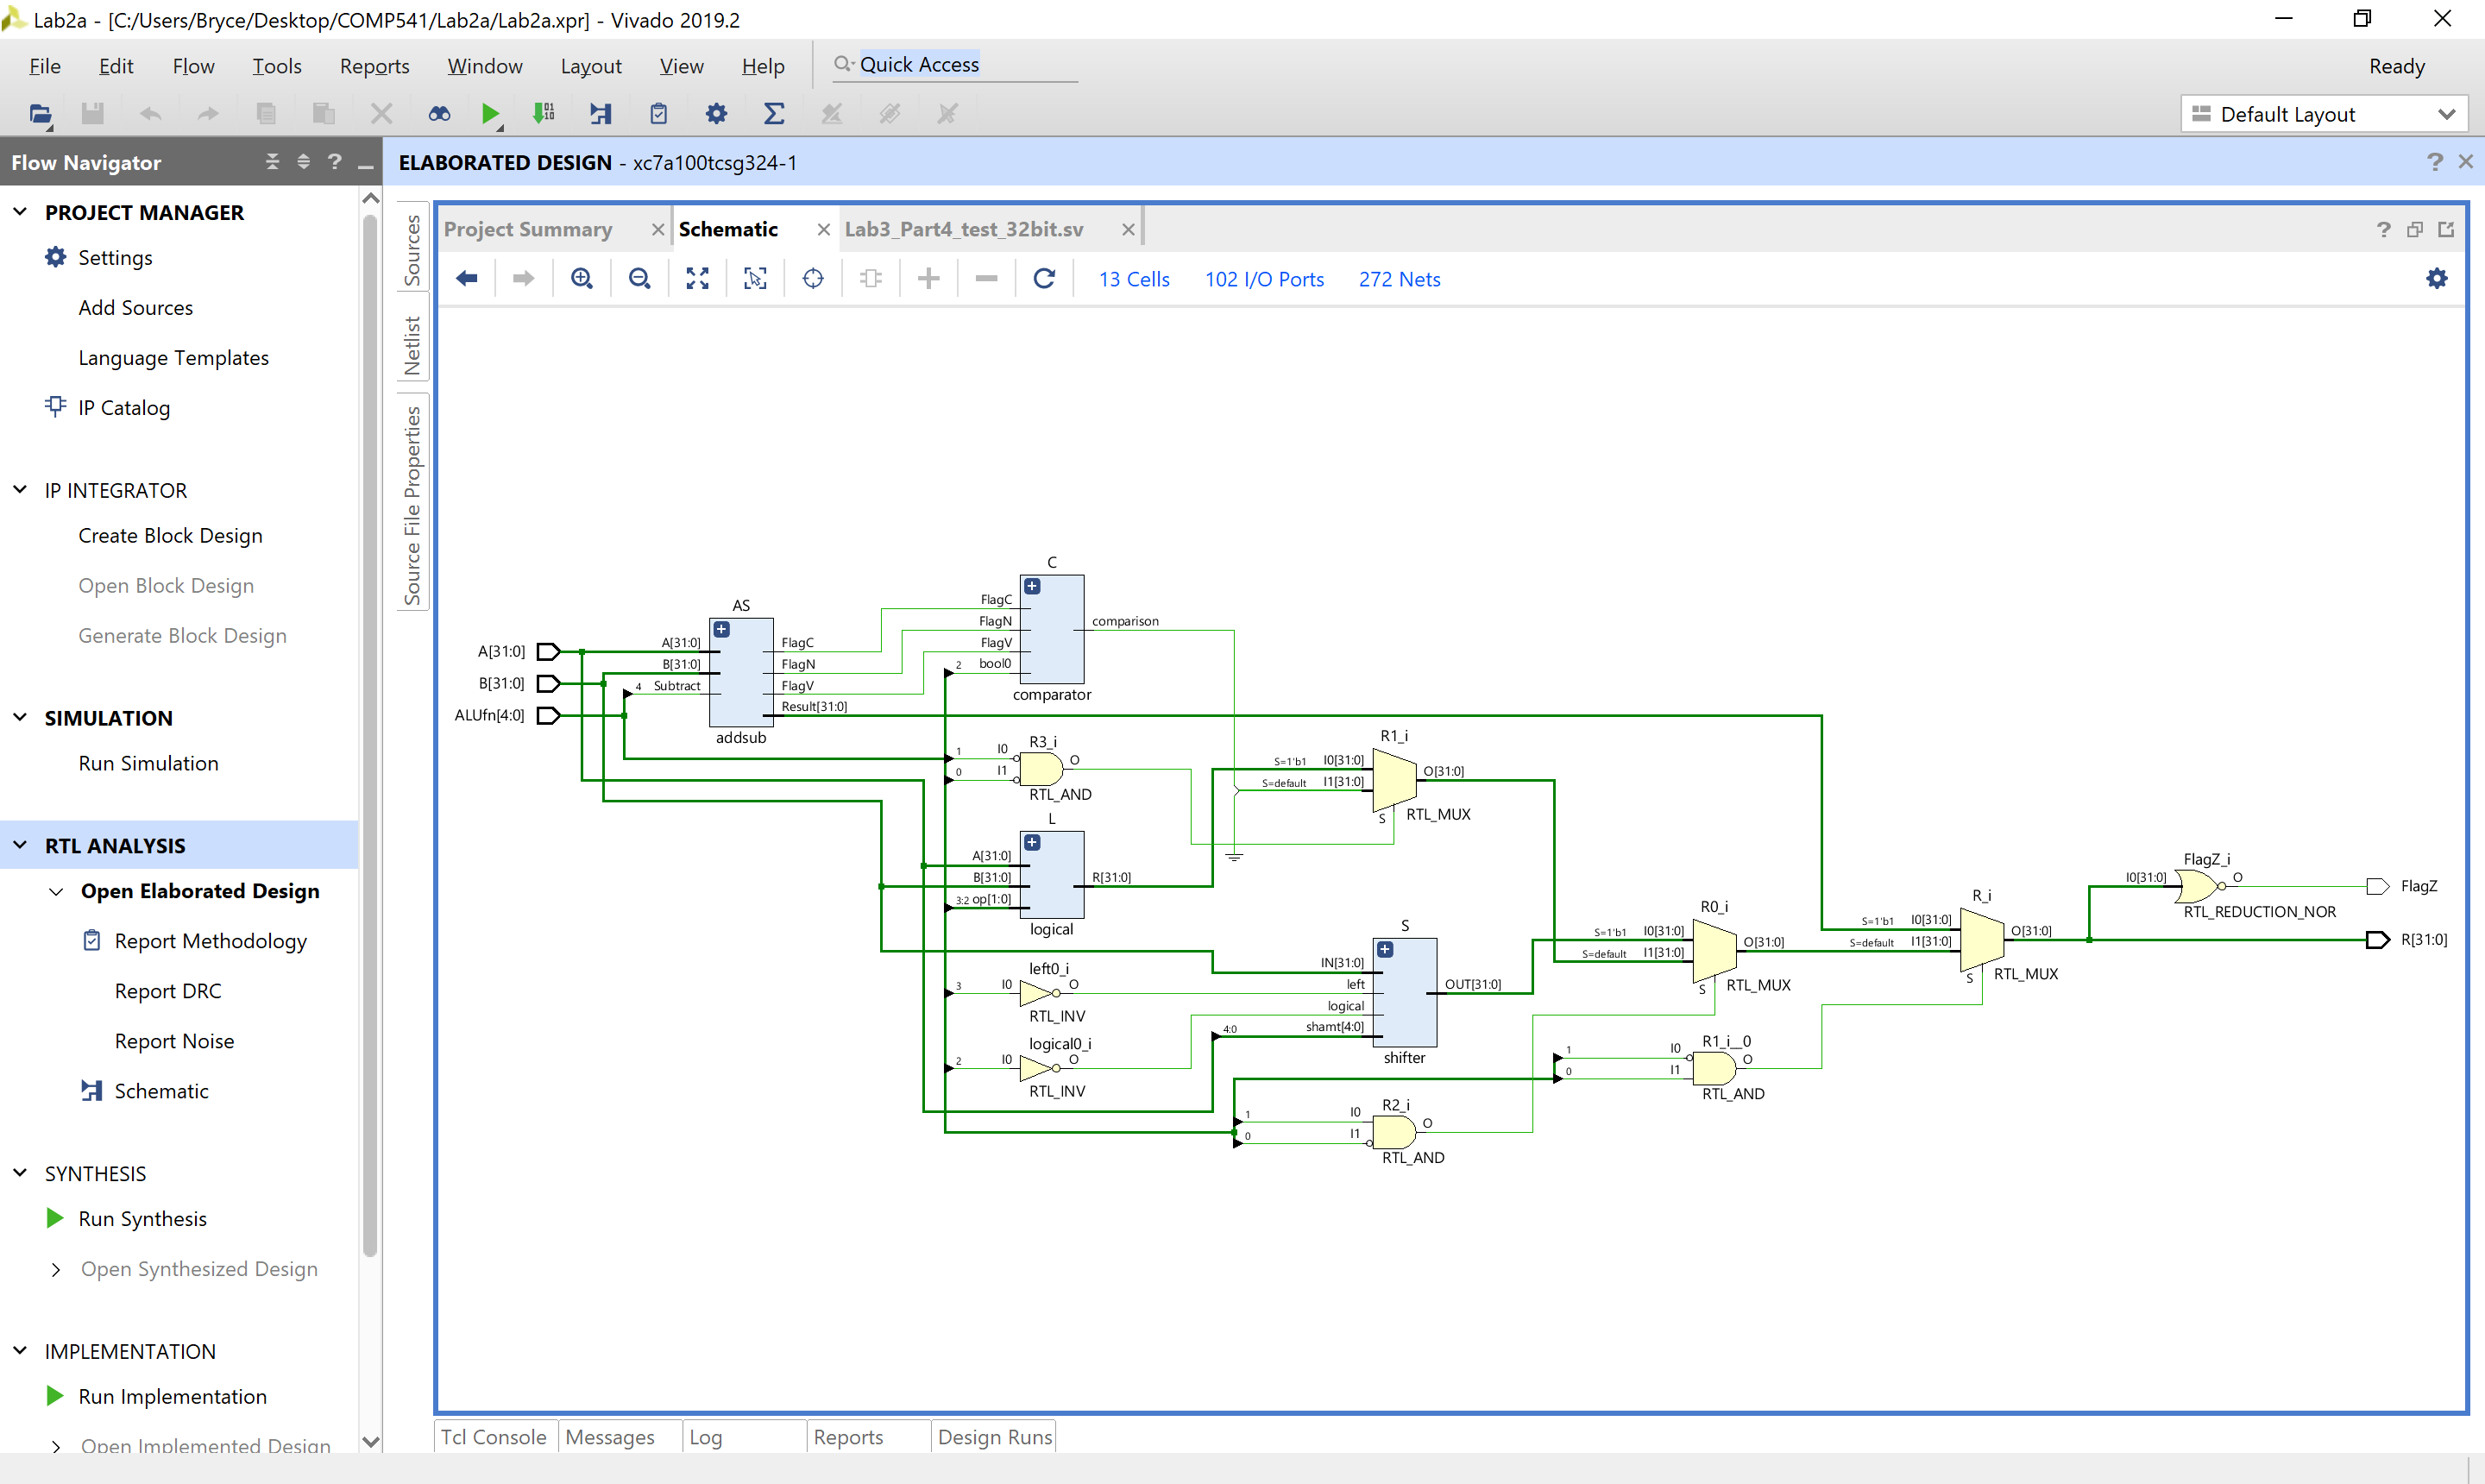 Lab2a - [C:/Users/Bryce/Desktop/COMP541/Lab2a/Lab2a.xpr] - Vivado 2019.2
File Edit Flow Tools Reports Window Layout View Help Quick Access Ready
Default Layout
Flow Navigator
ELABORATED DESIGN - xc7a100tcsg324-1
PROJECT MANAGER
Settings
Add Sources
Language Templates
IP Catalog
IP INTEGRATOR
Create Block Design
Open Block Design
Generate Block Design
SIMULATION
Run Simulation
RTL ANALYSIS
Open Elaborated Design
Report Methodology
Report DRC
Report Noise
Schematic
SYNTHESIS
Run Synthesis
Open Synthesized Design
IMPLEMENTATION
Run Implementation
Open Implemented Design
Sources
Netlist
Source File Properties
Project Summary Schematic Lab3_Part4_test_32bit.sv
13 Cells 102 I/O Ports 272 Nets
A[31:0]
B[31:0]
ALUfn[4:0]
AS
A[31:0]
B[31:0]
4 Subtract
FlagC
FlagN
FlagV
Result[31:0]
addsub
C
FlagC
FlagN
FlagV
2 bool0
comparison
comparator
R3_i
1 I0
0 I1
O
RTL_AND
L
A[31:0]
B[31:0]
3:2 op[1:0]
R[31:0]
logical
left0_i
3 I0 O
RTL_INV
logical0_i
2 I0 O
RTL_INV
R1_i
S=1'b1 I0[31:0]
S=default I1[31:0]
O[31:0]
S
RTL_MUX
S
IN[31:0]
left
logical
4:0 shamt[4:0]
OUT[31:0]
shifter
R2_i
1 I0
0 I1
O
RTL_AND
R0_i
S=1'b1 I0[31:0]
S=default I1[31:0]
O[31:0]
S
RTL_MUX
R1_i__0
1 I0
0 I1
O
RTL_AND
R_i
S=1'b1 I0[31:0]
S=default I1[31:0]
O[31:0]
S
RTL_MUX
FlagZ_i
I0[31:0] O
RTL_REDUCTION_NOR
FlagZ
R[31:0]
Tcl Console Messages Log Reports Design Runs